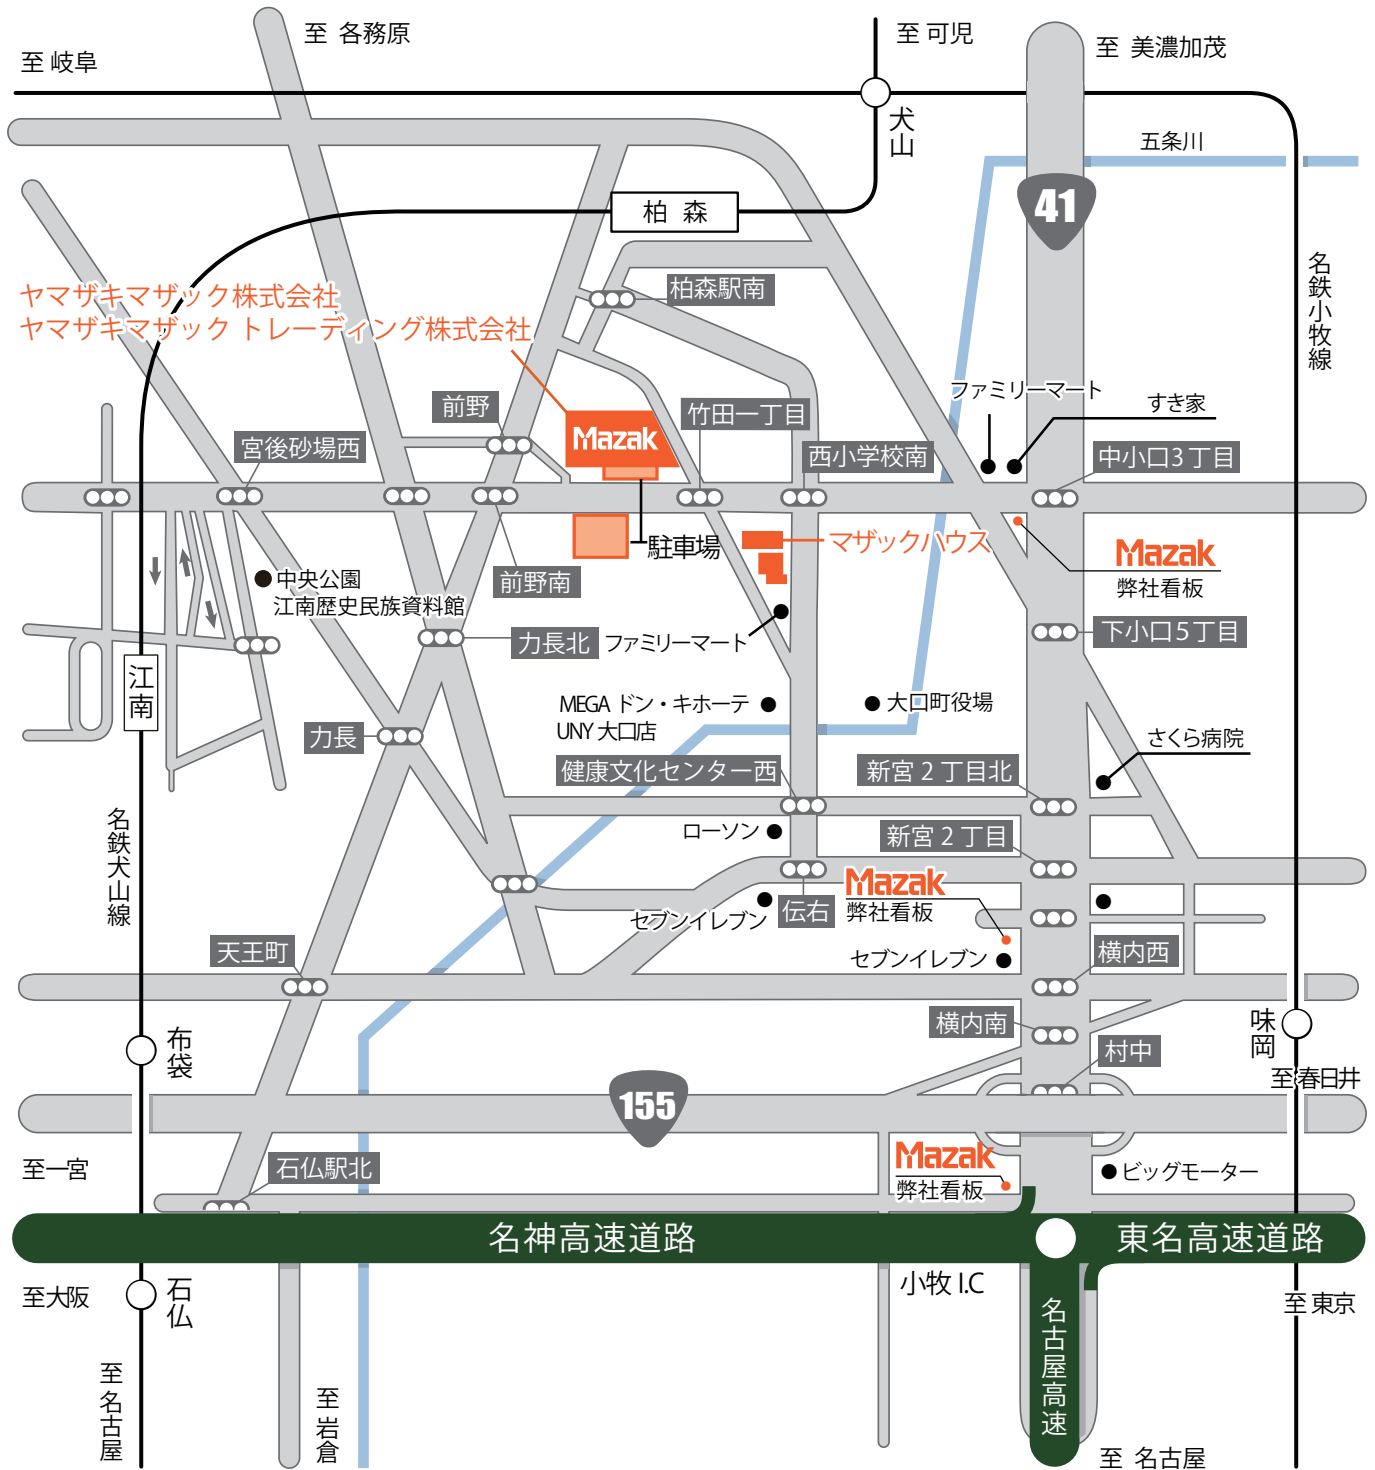 至 岐阜
至 各務原
至 可児
至 美濃加茂
犬山
五条川
41
柏 森
名鉄小牧線
柏森駅南
ヤマザキマザック株式会社
ヤマザキマザック トレーディング株式会社
ファミリーマート
すき家
前野
竹田一丁目
宮後砂場西
Mazak
西小学校南
中小口3丁目
駐車場
マザックハウス
Mazak
弊社看板
中央公園
江南歴史民族資料館
前野南
力長北
ファミリーマート
下小口5丁目
江南
MEGA ドン・キホーテ
UNY 大口店
大口町役場
力長
さくら病院
健康文化センター西
新宮2丁目北
名鉄犬山線
ローソン
新宮2丁目
Mazak
弊社看板
セブンイレブン
伝右
天王町
セブンイレブン
横内西
横内南
味岡
布袋
村中
至春日井
155
至一宮
石仏駅北
Mazak
弊社看板
ビッグモーター
名神高速道路
東名高速道路
至大阪
石仏
小牧 I.C
至 東京
名古屋高速
至 名古屋
至 岩倉
至 名古屋